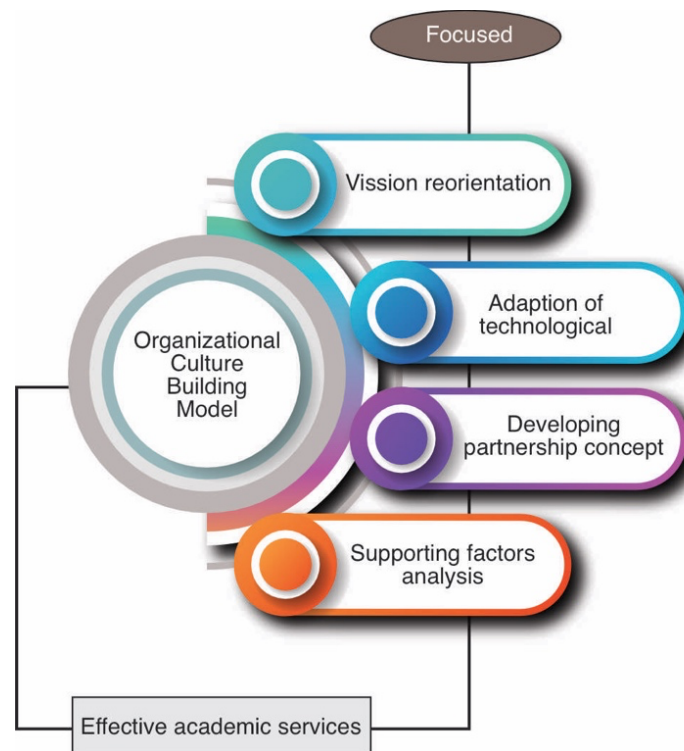 Focused
Vission reorientation
Adaption of
technological
Organizational
Culture
Building
Model
Developing
partnership concept
Supporting factors
analysis
Effective academic services